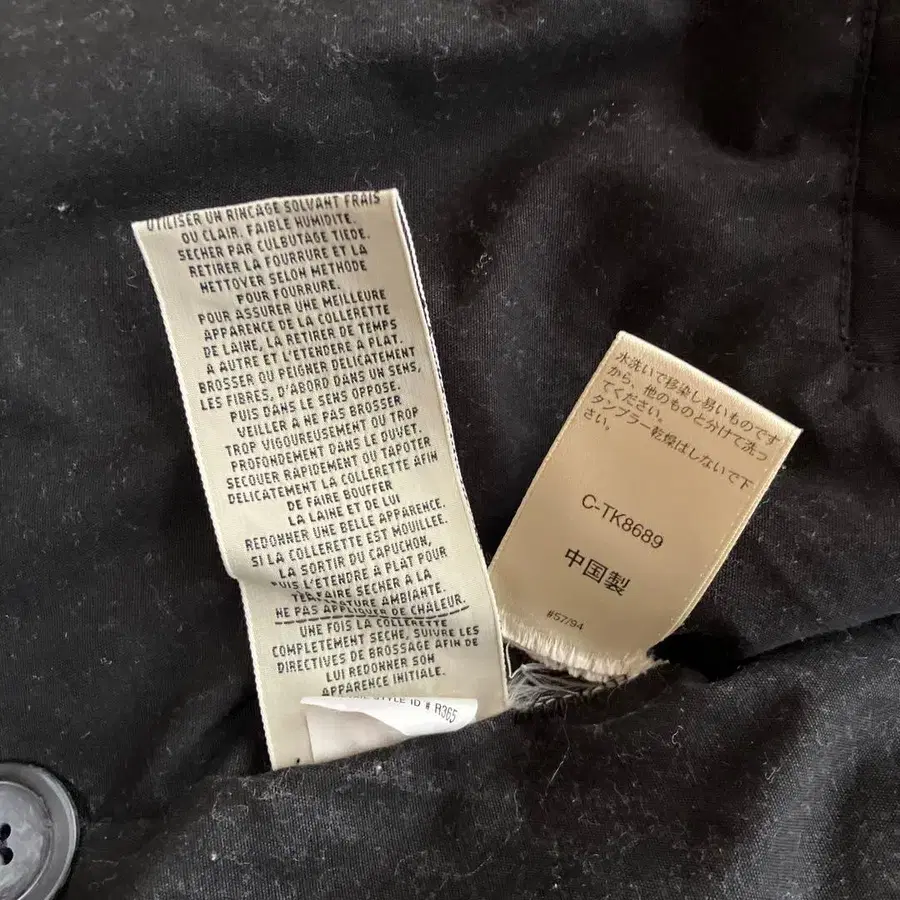 UTILISER UN RINCAGE SOLVANT FRAIS
OU CLAIR. FAIBLE HUMIDITE.
SECHER PAR CULBUTAGE TIEDE.
RETIRER LA FOURRURE ET LA
NETTOYER SELON METHODE
POUR FOURRURE.
POUR ASSURER UNE MEILLEURE
APPARENCE DE LA COLLERETTE
DE LAINE, LA RETIRER DE TEMPS
A AUTRE ET L'ETENDERE A PLAT.
BROSSER OU PEIGNER DELICATEMENT
LES FIBRES, D'ABORD DANS UN SENS,
PUIS DANS LE SENS OPPOSE.
VEILLER A NE PAS BROSSER
TROP VIGOUREUSEMENT OU TROP
PROFONDEMENT DANS LE DUVET.
SECOUER RAPIDEMENT OU TAPOTER
DELICATEMENT LA COLLERETTE AFIN
DE FAIRE BOUFFER
LA LAINE ET DE LUI
REDONNER UNE BELLE APPARENCE.
SI LA COLLERETTE EST MOUILLEE,
LA SORTIR DU CAPUCHON,
PUIS L'ETENDRE A PLAT POUR
FAIRE SECHER A LA
TEMPERATURE AMBIANTE.
NE PAS APPLIQUER DE CHALEUR.
UNE FOIS LA COLLERETTE
COMPLETEMENT SECHE, SUIVRE LES
DIRECTIVES DE BROSSAGE AFIN DE
LUI REDONNER SON
APPARENCE INITIALE.
STYLE ID # R365
水洗いで移染し易いものです
から、他のものと分けて洗っ
てください。
タンブラー乾燥はしないで下
さい。
C-TK8689
中国製
#57/94